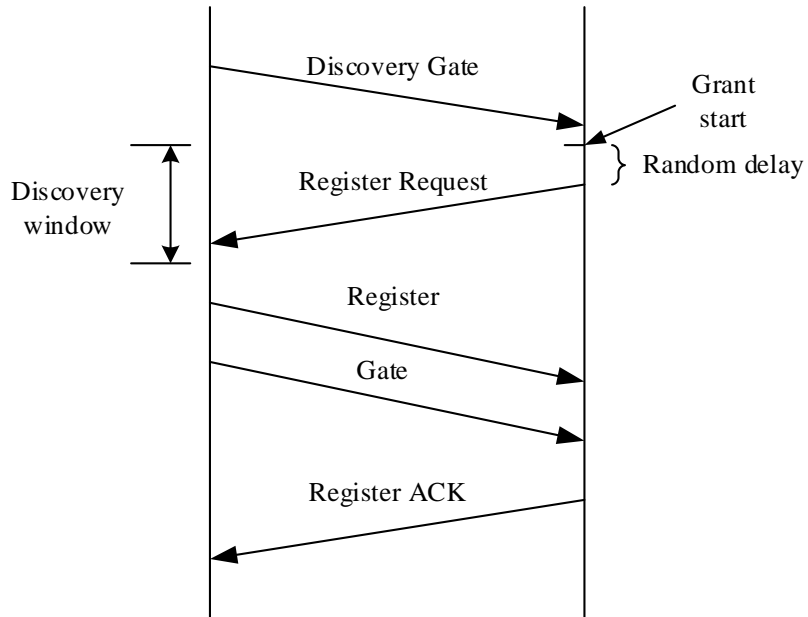 Discovery Gate
Grant
start
Random delay
Register Request
Discovery
window
Register
Gate
Register ACK